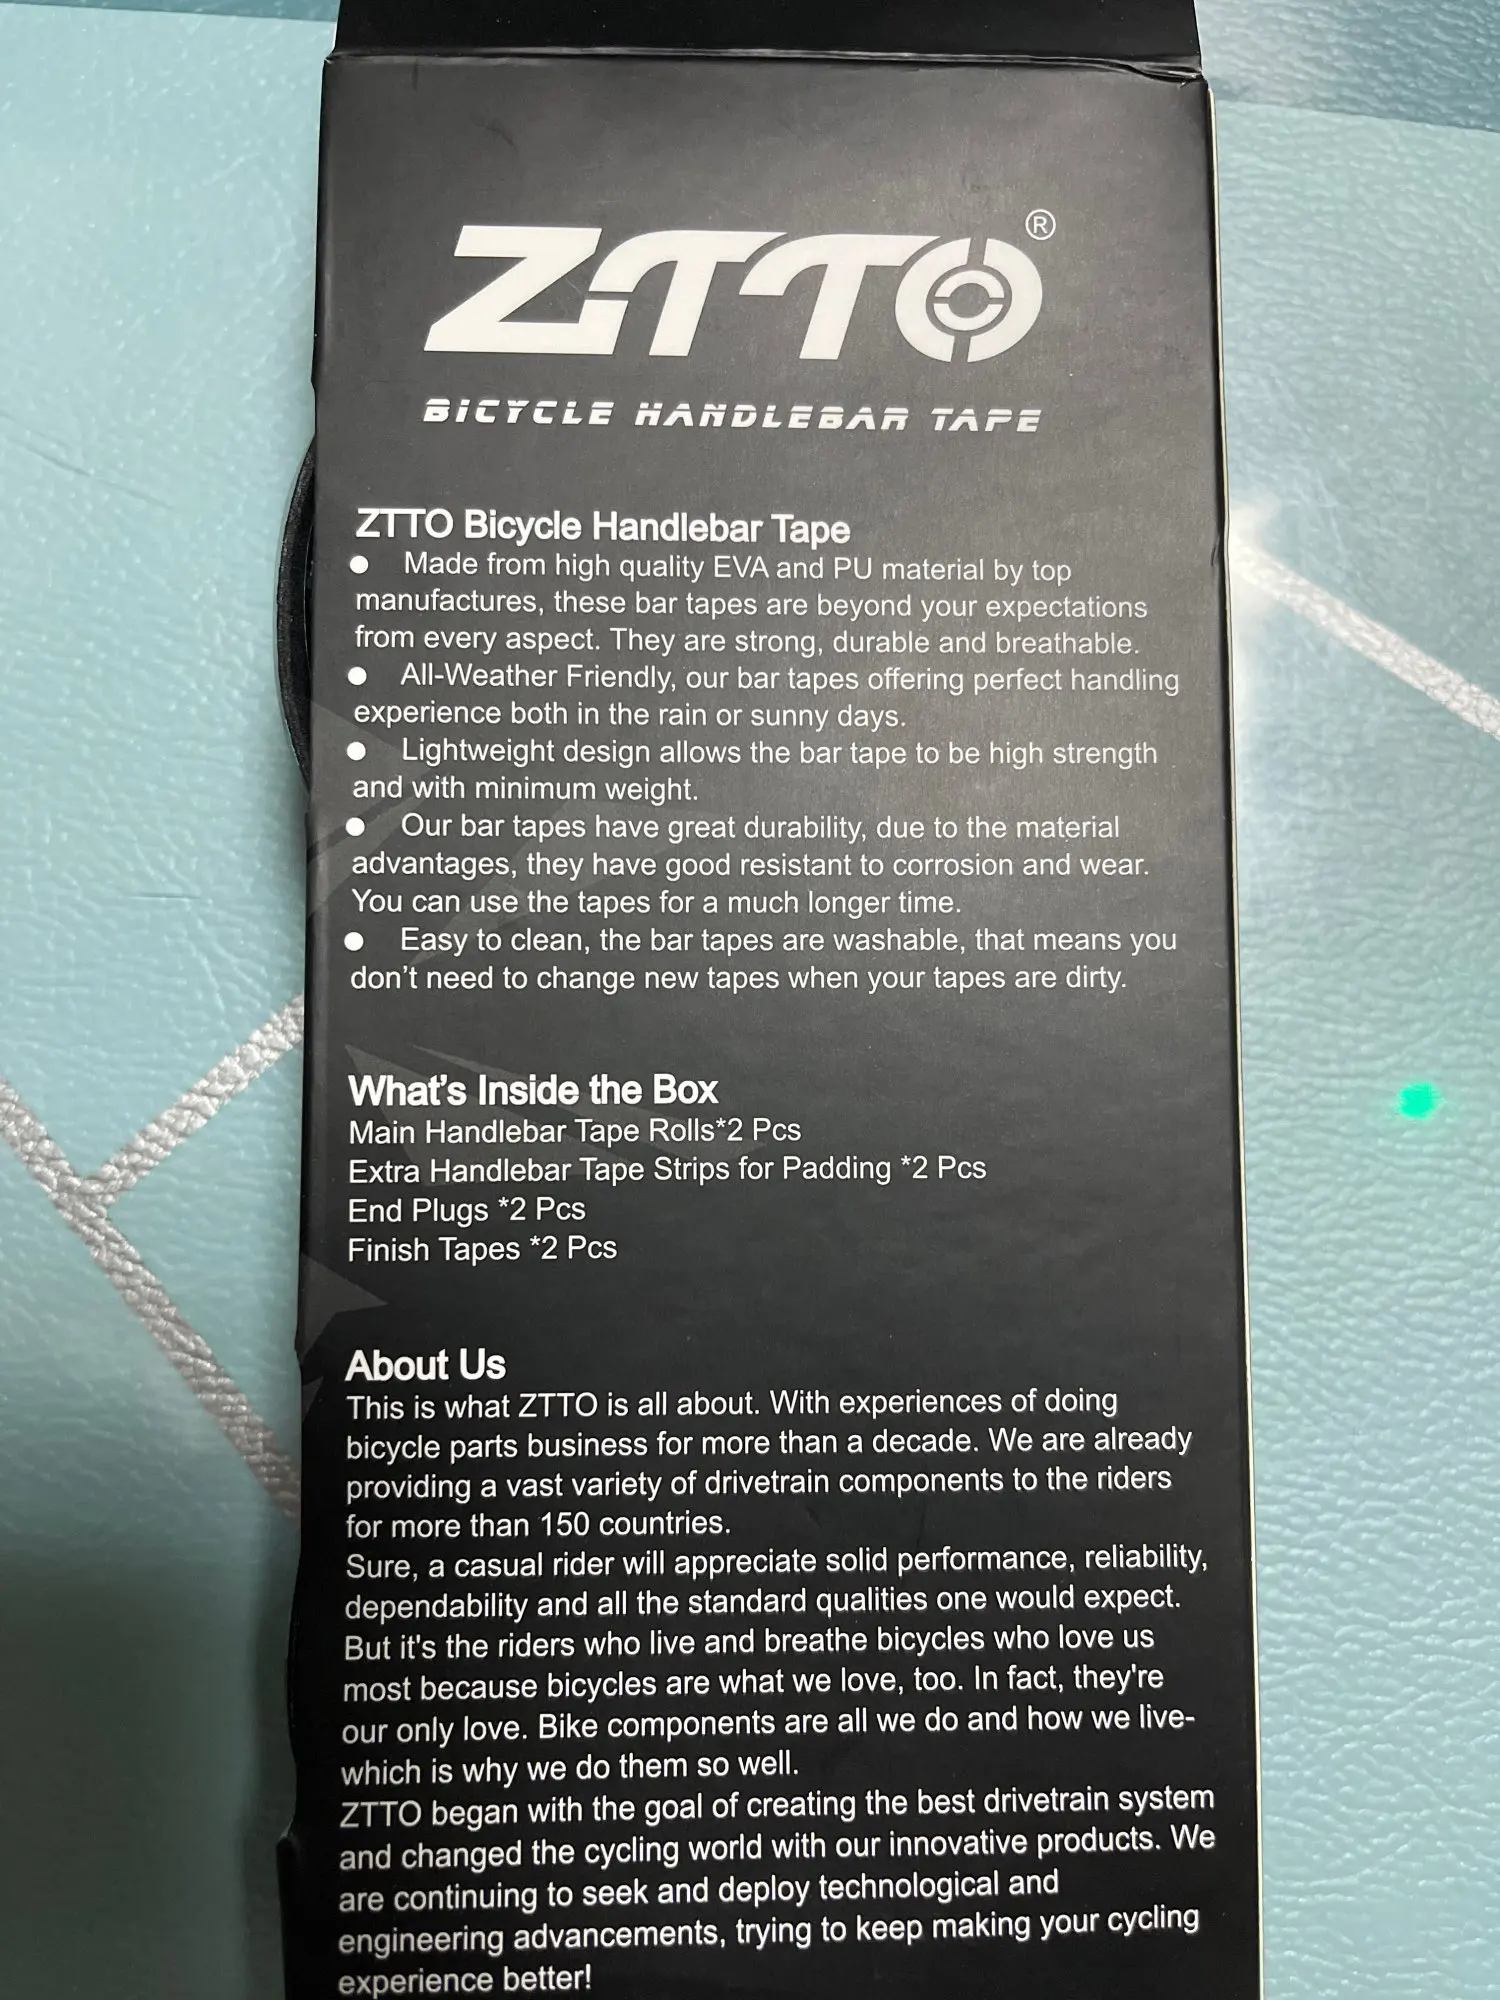 ZTTO®
BICYCLE HANDLEBAR TAPE
ZTTO Bicycle Handlebar Tape
● Made from high quality EVA and PU material by top
manufactures, these bar tapes are beyond your expectations
from every aspect. They are strong, durable and breathable.
● All-Weather Friendly, our bar tapes offering perfect handling
experience both in the rain or sunny days.
● Lightweight design allows the bar tape to be high strength
and with minimum weight.
● Our bar tapes have great durability, due to the material
advantages, they have good resistant to corrosion and wear.
You can use the tapes for a much longer time.
● Easy to clean, the bar tapes are washable, that means you
don’t need to change new tapes when your tapes are dirty.
What’s Inside the Box
Main Handlebar Tape Rolls*2 Pcs
Extra Handlebar Tape Strips for Padding *2 Pcs
End Plugs *2 Pcs
Finish Tapes *2 Pcs
About Us
This is what ZTTO is all about. With experiences of doing
bicycle parts business for more than a decade. We are already
providing a vast variety of drivetrain components to the riders
for more than 150 countries.
Sure, a casual rider will appreciate solid performance, reliability,
dependability and all the standard qualities one would expect.
But it's the riders who live and breathe bicycles who love us
most because bicycles are what we love, too. In fact, they're
our only love. Bike components are all we do and how we live-
which is why we do them so well.
ZTTO began with the goal of creating the best drivetrain system
and changed the cycling world with our innovative products. We
are continuing to seek and deploy technological and
engineering advancements, trying to keep making your cycling
experience better!